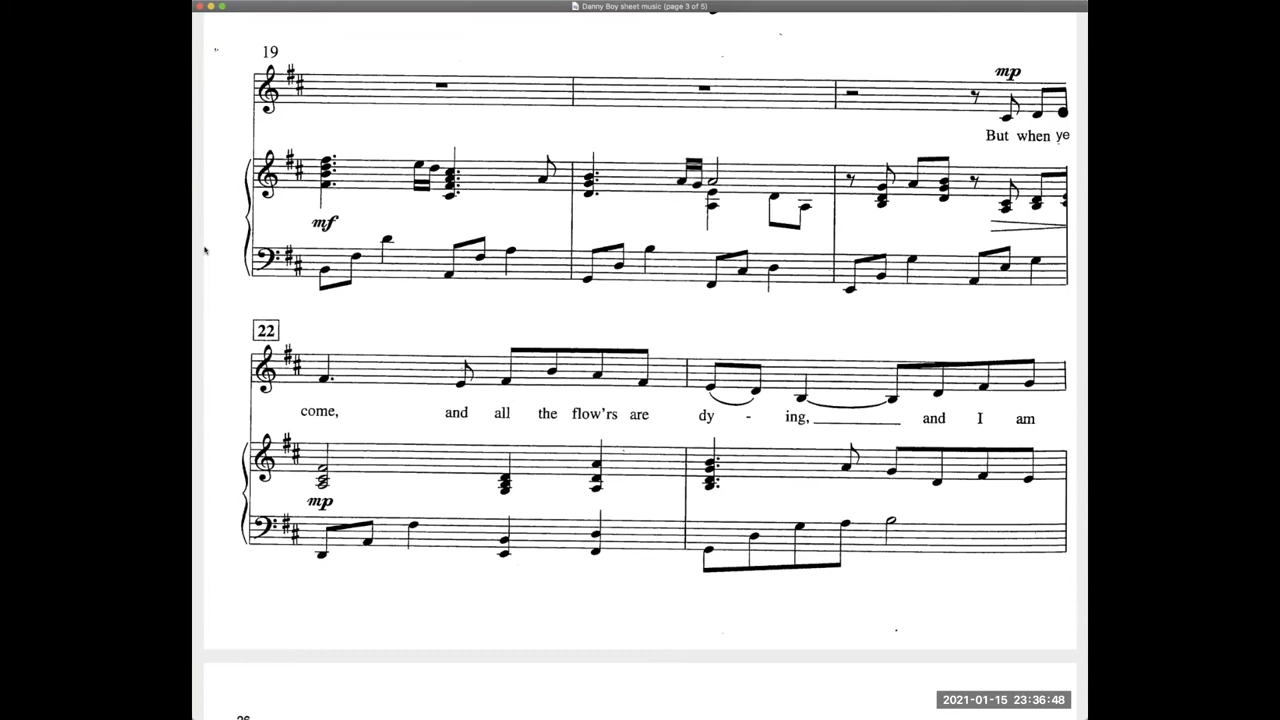 Danny Boy sheet music (page 3 of 5)
19
mp
But when ye
mf
22
come, and all the flow'rs are dy - ing, and I am
mp
2021-01-15 23:36:48